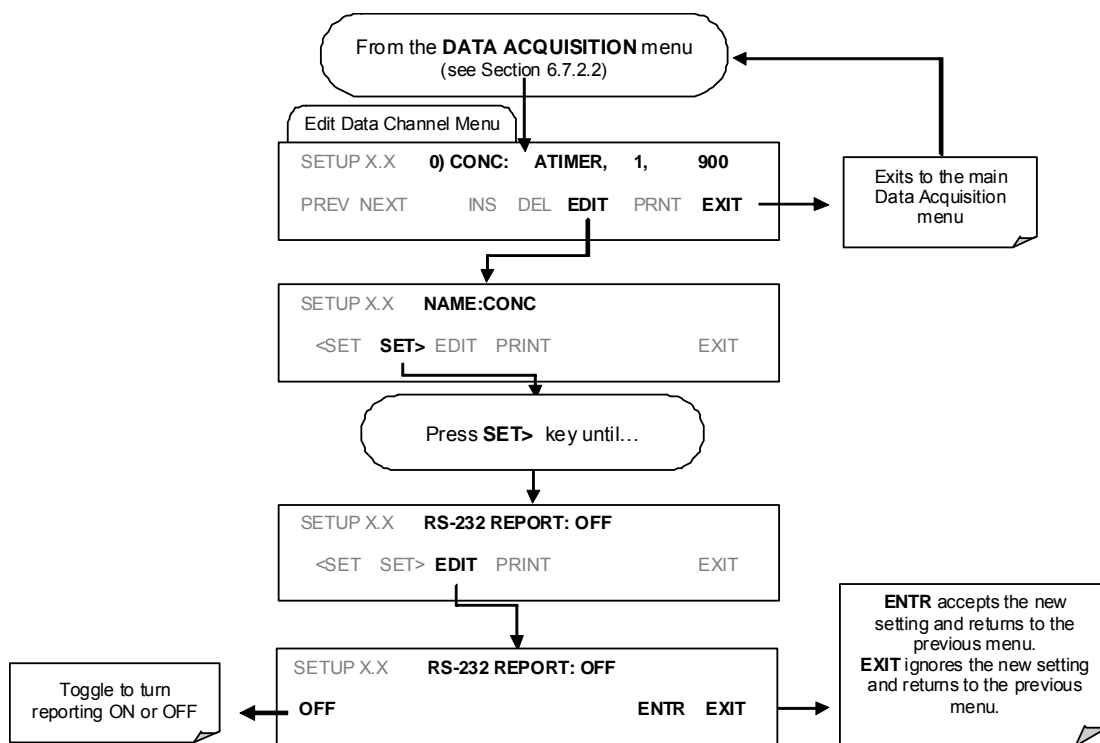 From the DATA ACQUISITION menu
(see Section 6.7.2.2)
Edit Data Channel Menu
SETUP X.X 0) CONC: ATIMER, 1, 900
PREV NEXT INS DEL EDIT PRNT EXIT
Exits to the main
Data Acquisition
menu
SETUP X.X NAME:CONC
<SET SET> EDIT PRINT EXIT
Press SET> key until…
SETUP X.X RS-232 REPORT: OFF
<SET SET> EDIT PRINT EXIT
SETUP X.X RS-232 REPORT: OFF
OFF ENTR EXIT
Toggle to turn
reporting ON or OFF
ENTR accepts the new
setting and returns to the
previous menu.
EXIT ignores the new setting
and returns to the previous
menu.